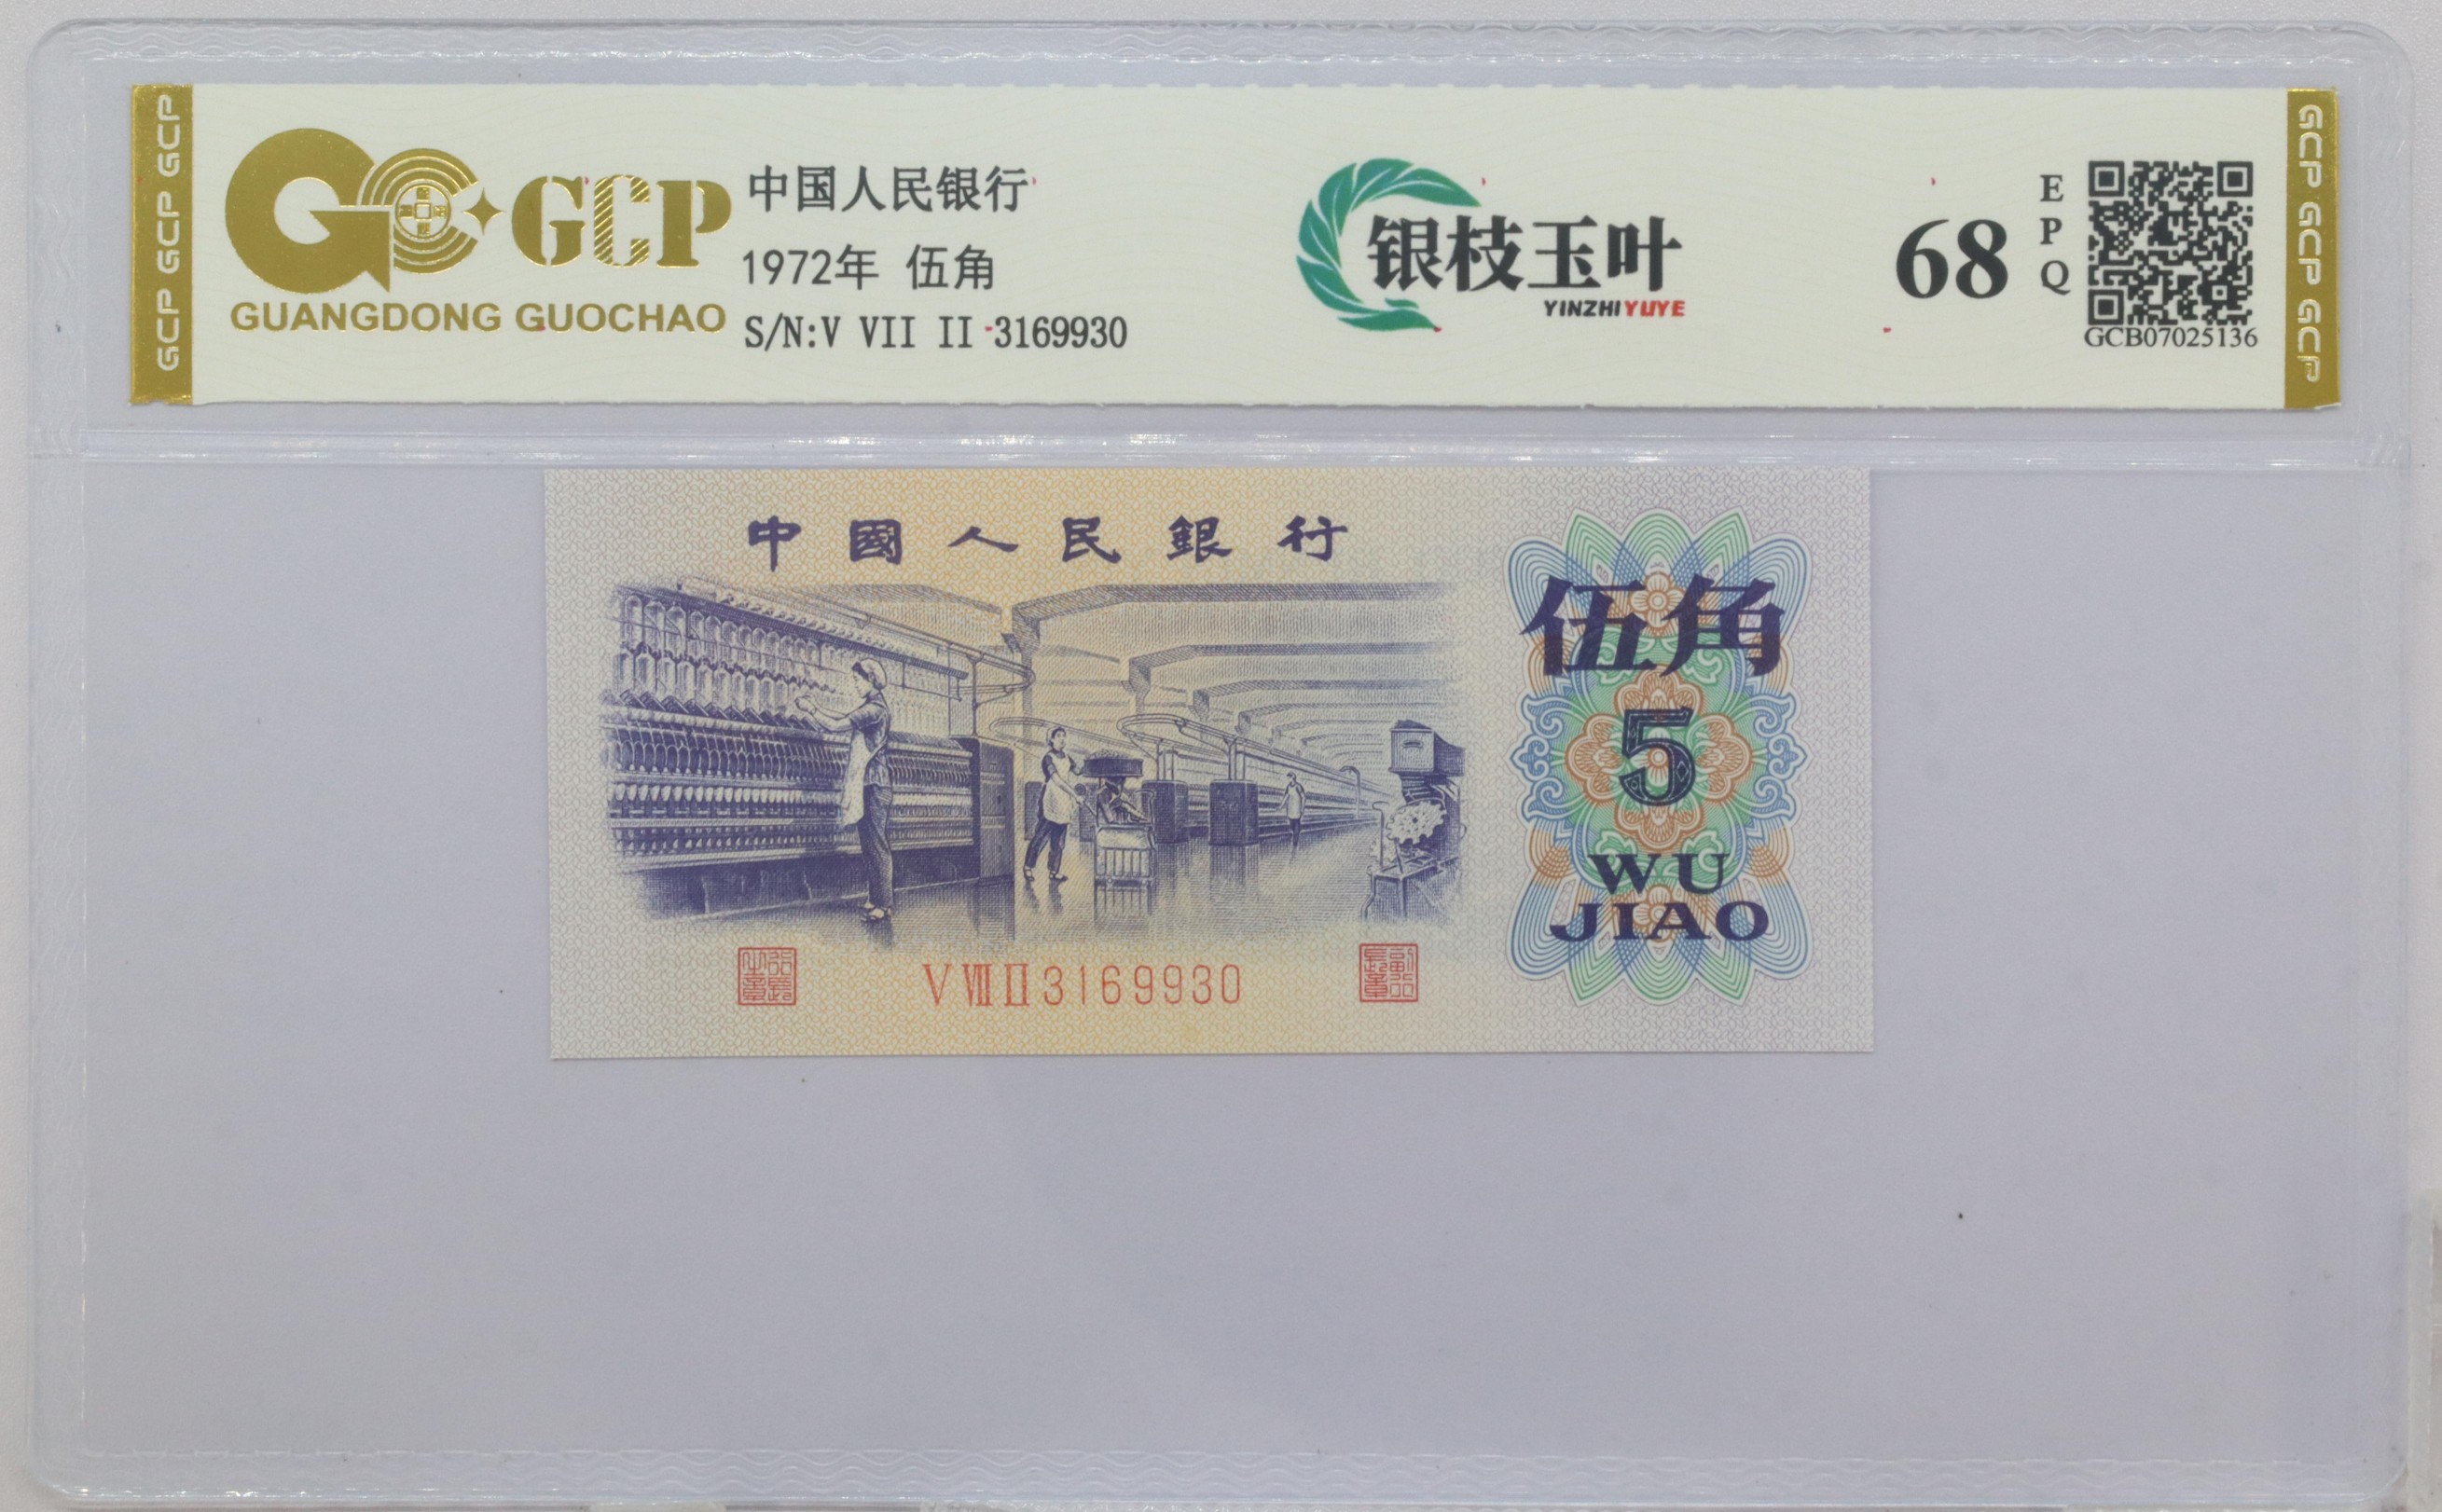 GCP GCP GCP
GCP
GUANGDONG GUOCHAO
中国人民银行
1972年 伍角
S/N:V VII II 3169930
银枝玉叶
YINZHIYUYE
68
EPQ
GCB07025136
GCP GCP GCP
中國人民銀行
伍角
5
WU
JIAO
V VII II 3169930